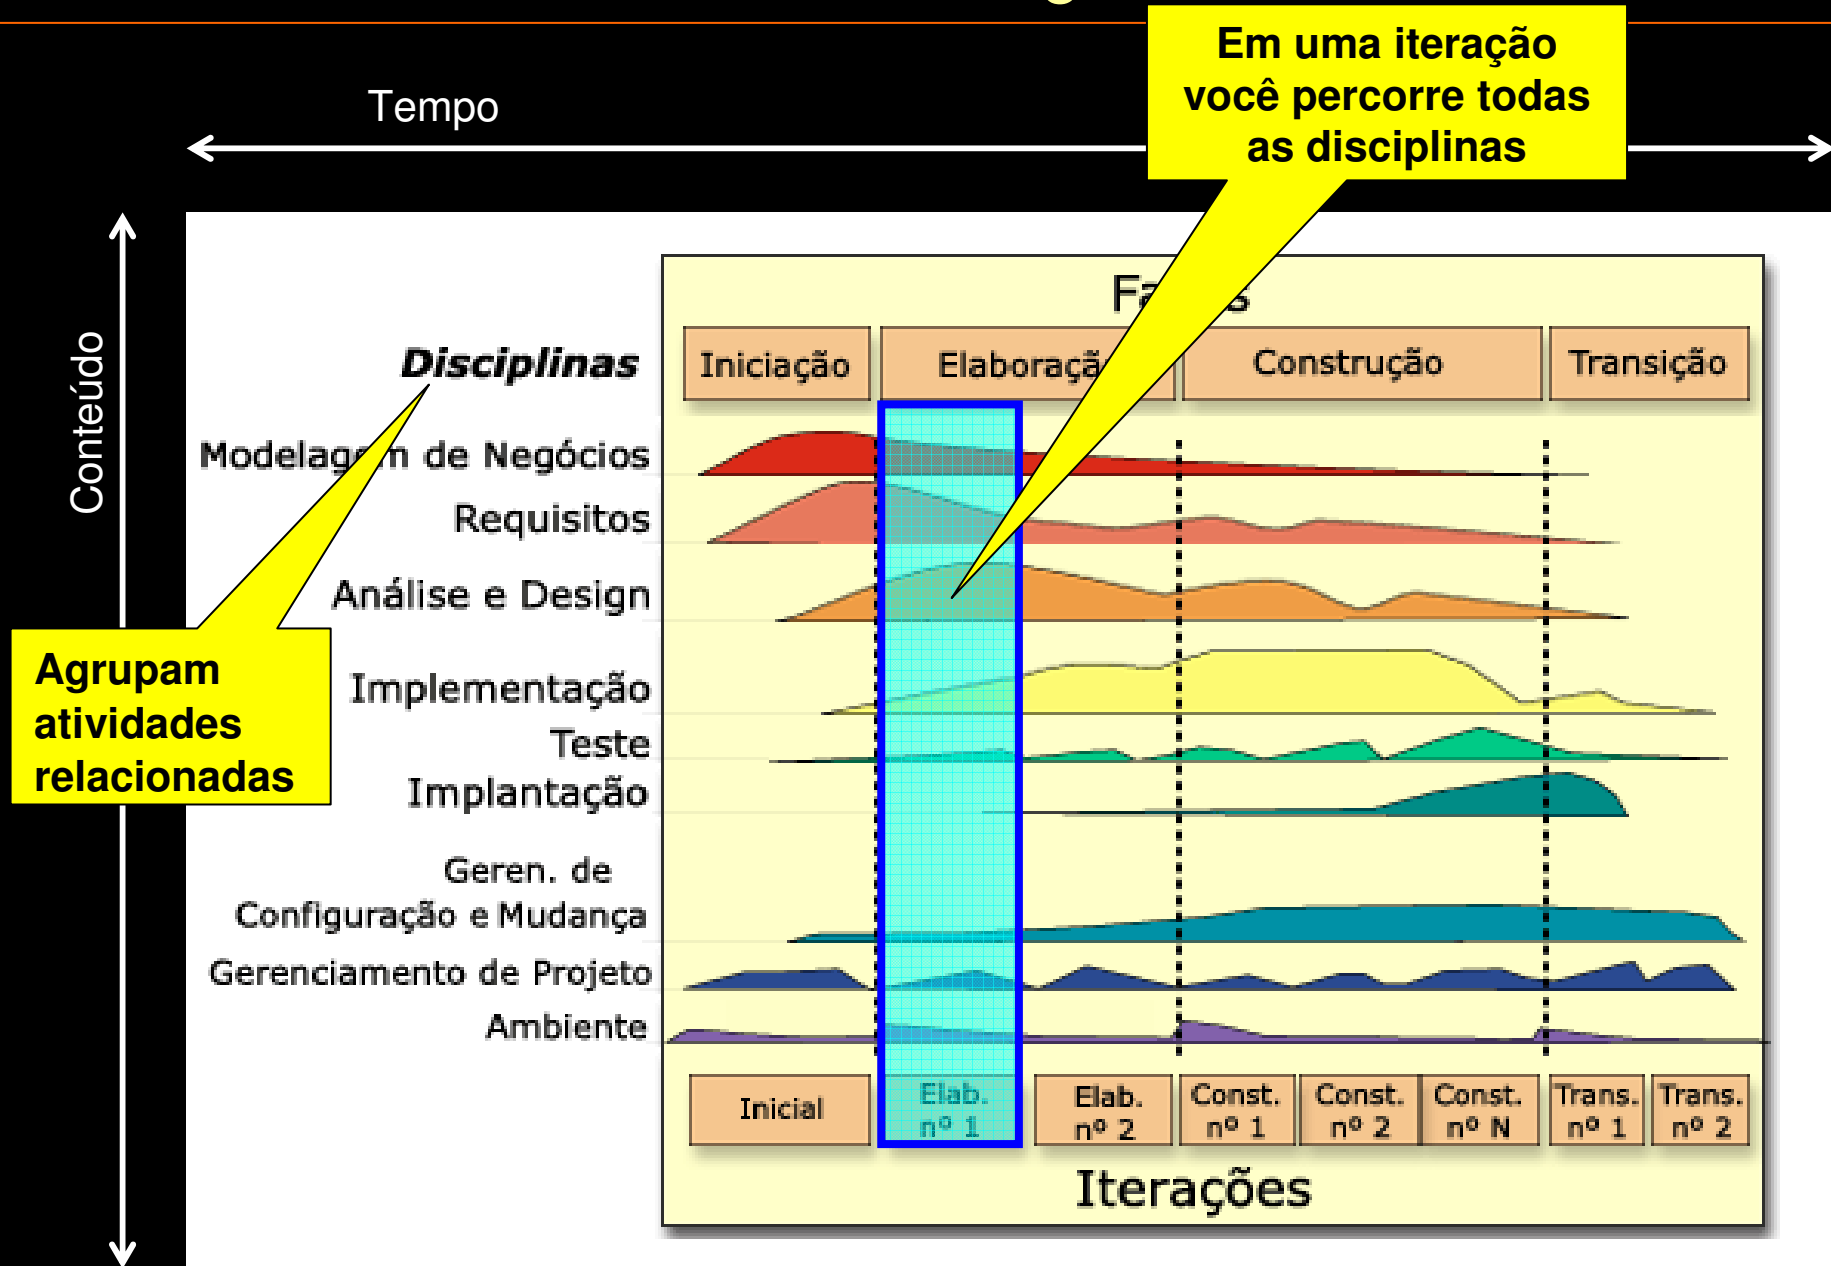 Tempo
Em uma iteração
você percorre todas
as disciplinas
Conteúdo
Disciplinas
Iniciação
Elaboração
Construção
Transição
Modelagem de Negócios
Requisitos
Análise e Design
Agrupam
atividades
relacionadas
Implementação
Teste
Implantação
Geren. de
Configuração e Mudança
Gerenciamento de Projeto
Ambiente
Inicial
Elab.
nº 1
Elab.
nº 2
Const.
nº 1
Const.
nº 2
Const.
nº N
Trans.
nº 1
Trans.
nº 2
Iterações